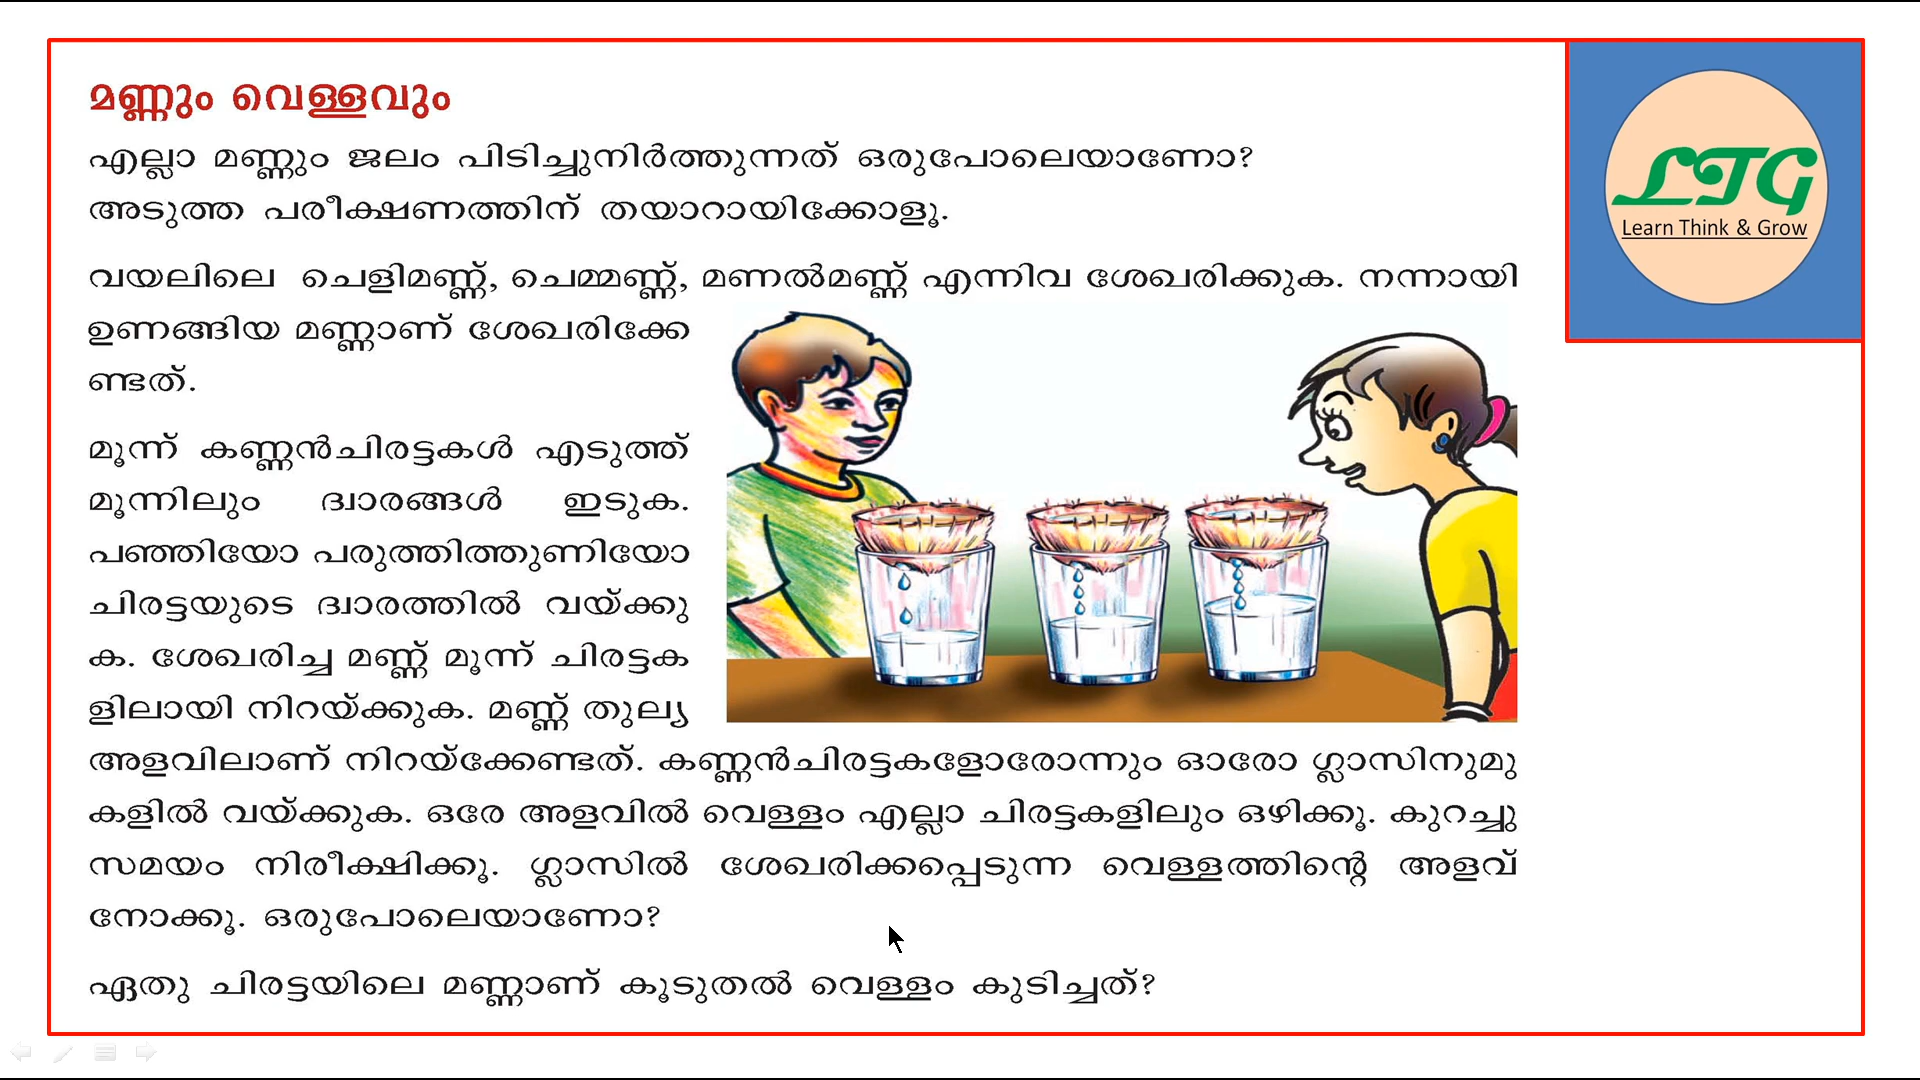 മണ്ണും വെള്ളവും
എല്ലാ മണ്ണും ജലം പിടിച്ചുനിർത്തുന്നത് ഒരുപോലെയാണോ?
അടുത്ത പരീക്ഷണത്തിന് തയാറായിക്കോളൂ.
വയലിലെ ചെളിമണ്ണ്, ചെമ്മണ്ണ്, മണൽമണ്ണ് എന്നിവ ശേഖരിക്കുക. നന്നായി
ഉണങ്ങിയ മണ്ണാണ് ശേഖരിക്കേ
ണ്ടത്.
മൂന്ന് കണ്ണൻചിരട്ടകൾ എടുത്ത്
മൂന്നിലും ദ്വാരങ്ങൾ ഇടുക.
പഞ്ഞിയോ പരുത്തിത്തുണിയോ
ചിരട്ടയുടെ ദ്വാരത്തിൽ വയ്ക്കു
ക. ശേഖരിച്ച മണ്ണ് മൂന്ന് ചിരട്ടക
ളിലായി നിറയ്ക്കുക. മണ്ണ് തുല്യ
അളവിലാണ് നിറയ്ക്കേണ്ടത്. കണ്ണൻചിരട്ടകളോരോന്നും ഓരോ ഗ്ലാസിനുമു
കളിൽ വയ്ക്കുക. ഒരേ അളവിൽ വെള്ളം എല്ലാ ചിരട്ടകളിലും ഒഴിക്കൂ. കുറച്ചു
സമയം നിരീക്ഷിക്കൂ. ഗ്ലാസിൽ ശേഖരിക്കപ്പെടുന്ന വെള്ളത്തിന്റെ അളവ്
നോക്കൂ. ഒരുപോലെയാണോ?
ഏതു ചിരട്ടയിലെ മണ്ണാണ് കൂടുതൽ വെള്ളം കുടിച്ചത്?
LTG
Learn Think & Grow